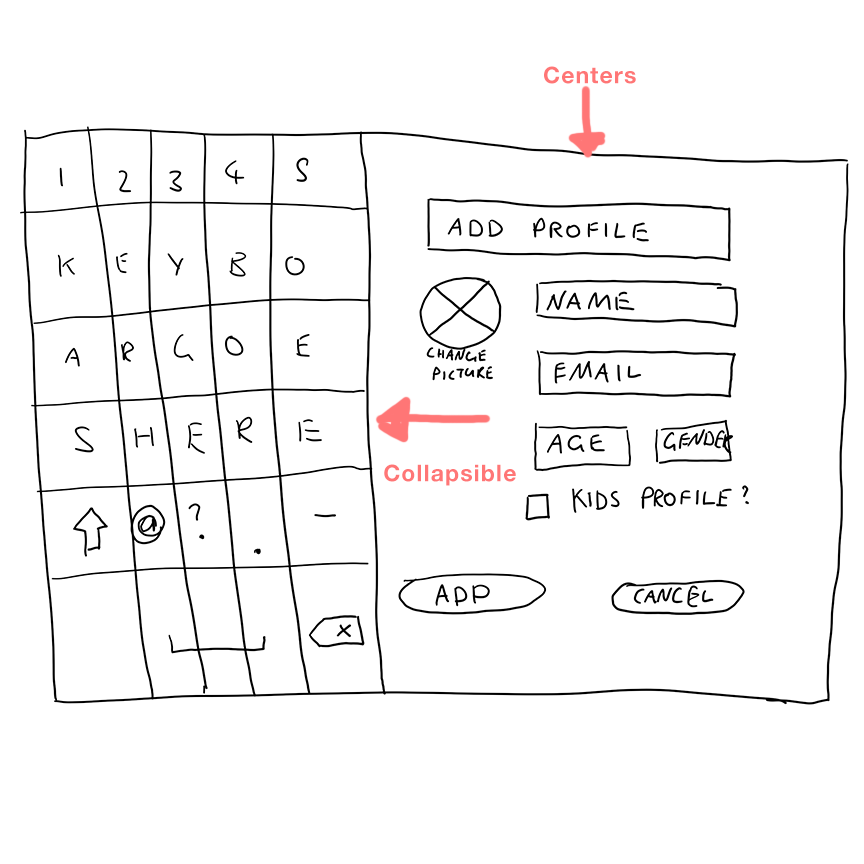 Centers
1 2 3 4 S
K E Y B O
A R G O E
S H E R E
@ ? . -
X
ADD PROFILE
NAME
CHANGE
PICTURE
EMAIL
Collapsible
AGE GENDER
KIDS PROFILE?
ADD CANCEL